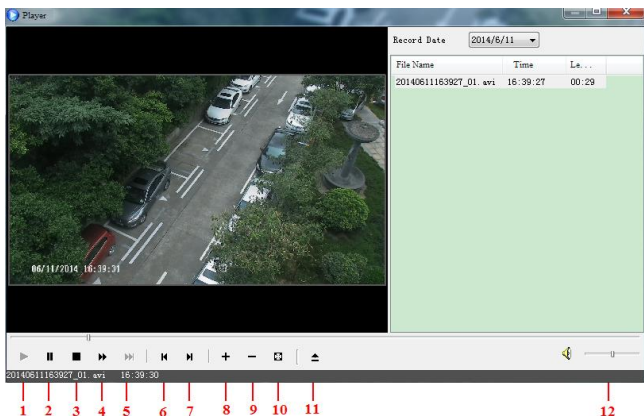 Player
Record Date 2014/6/11
File Name Time Le...
20140611163927_01.avi 16:39:27 00:29
06/11/2014 16:39:31
20140611163927_01.avi 16:39:30
1 2 3 4 5 6 7 8 9 10 11 12